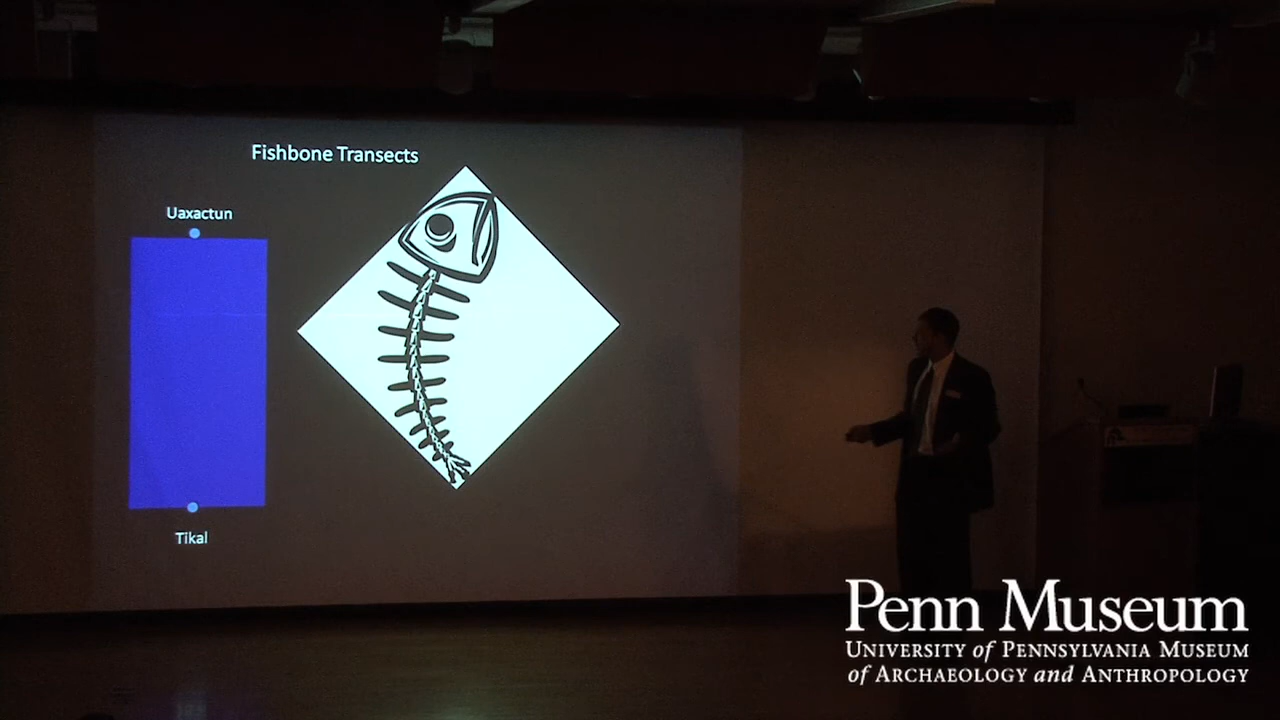 Fishbone Transects
Uaxactun
Tikal
Penn Museum
UNIVERSITY of PENNSYLVANIA MUSEUM
of ARCHAEOLOGY and ANTHROPOLOGY